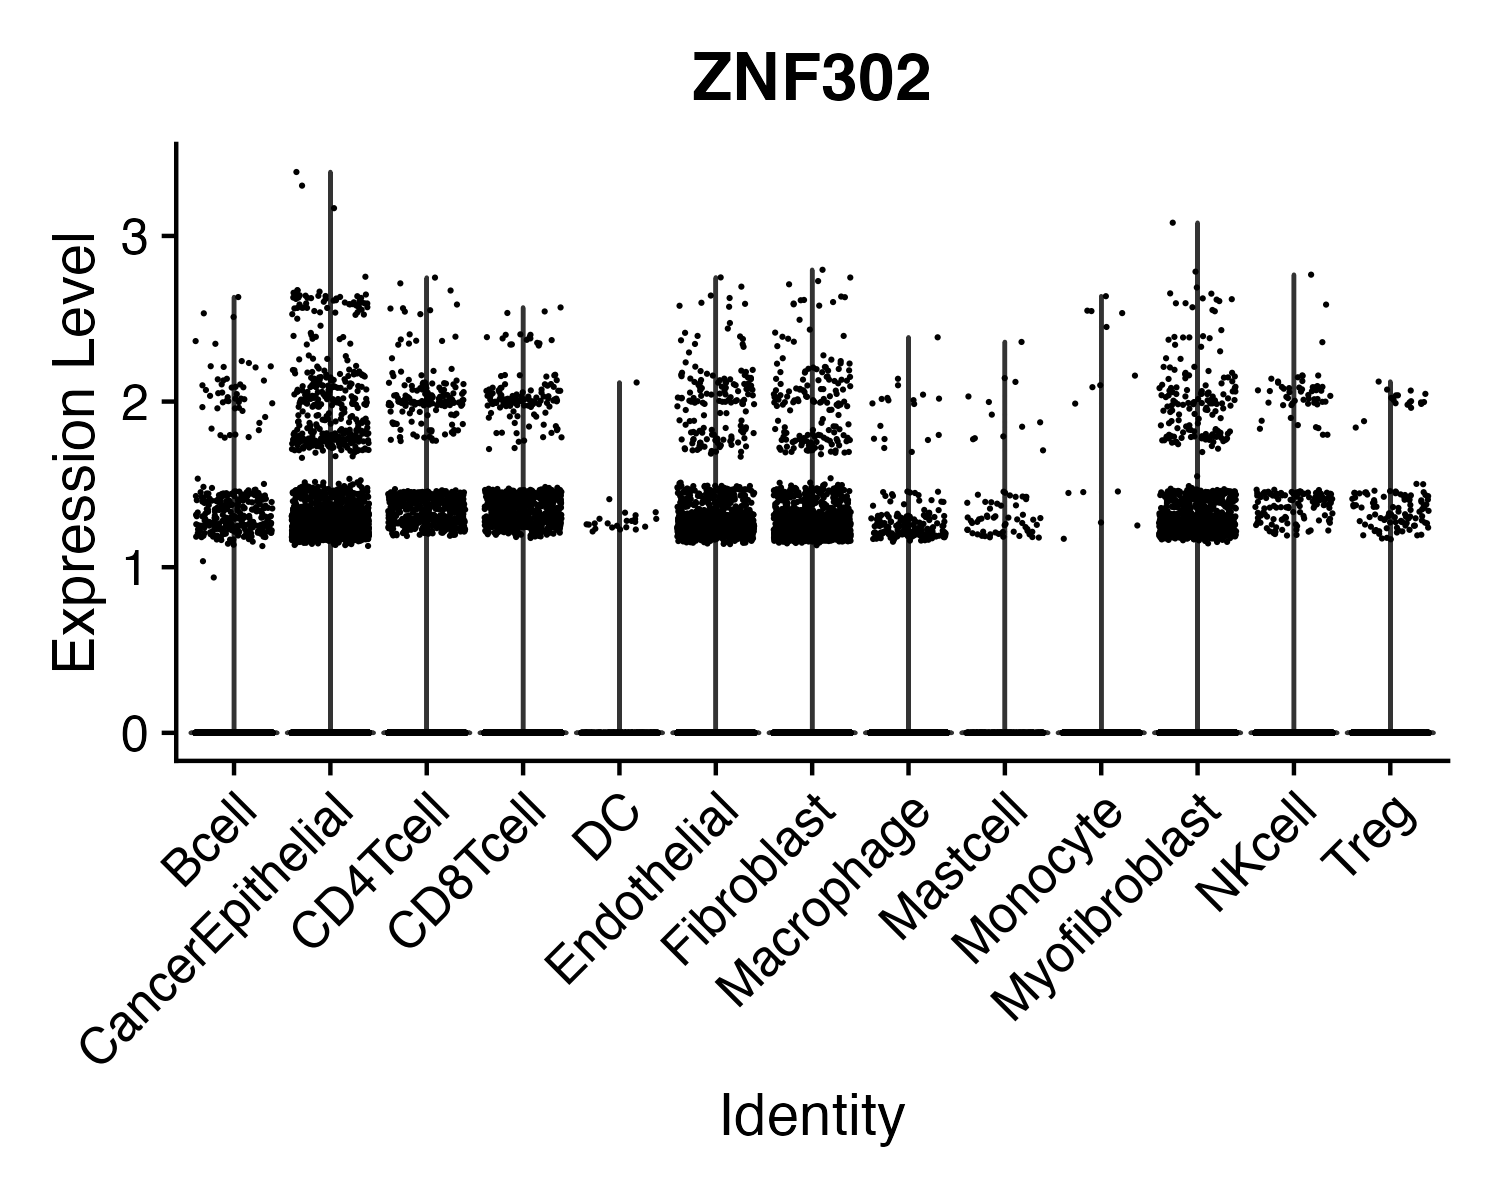 ZNF302
Expression Level
3
2
1
0
Bcell
CancerEpithelial
CD4Tcell
CD8Tcell
DC
Endothelial
Fibroblast
Macrophage
Mastcell
Monocyte
Myofibroblast
NKcell
Treg
Identity